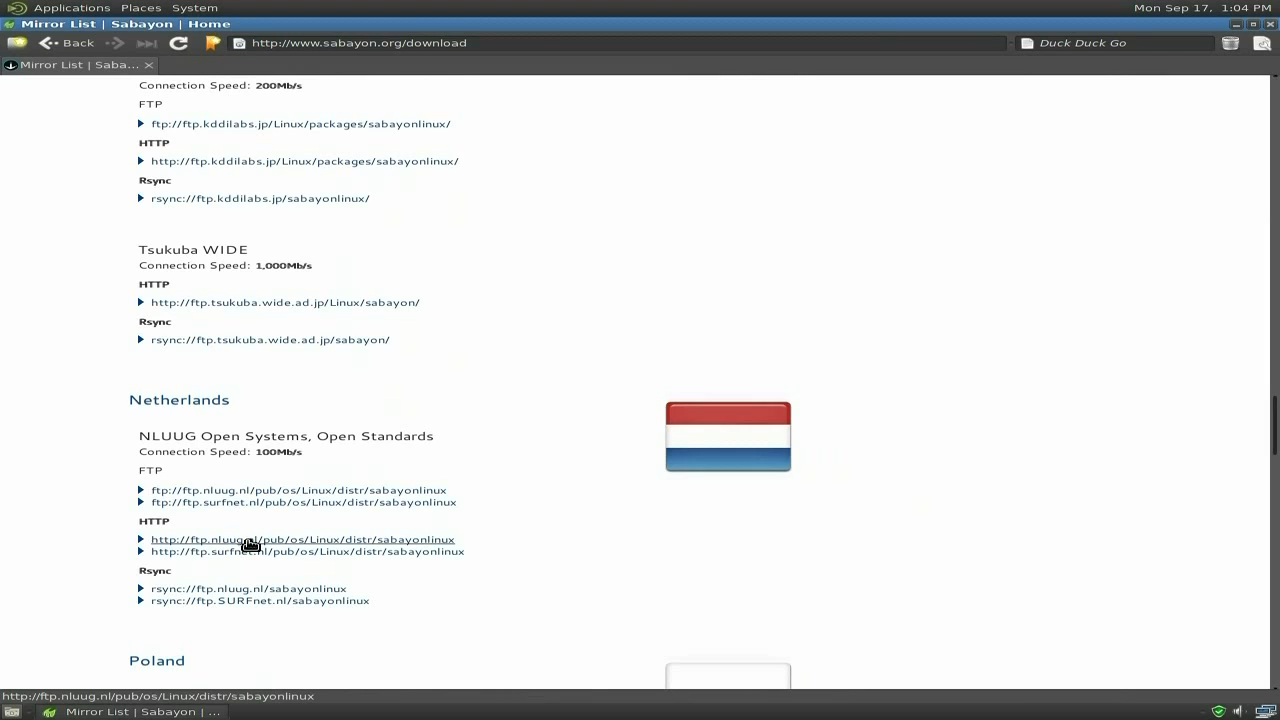 Applications Places System
Mon Sep 17, 1:04 PM
Mirror List | Sabayon | Home
Back
http://www.sabayon.org/download
Duck Duck Go
Mirror List | Saba...
Connection Speed: 200Mb/s
FTP
ftp://ftp.kddilabs.jp/Linux/packages/sabayonlinux/
HTTP
http://ftp.kddilabs.jp/Linux/packages/sabayonlinux/
Rsync
rsync://ftp.kddilabs.jp/sabayonlinux/
Tsukuba WIDE
Connection Speed: 1,000Mb/s
HTTP
http://ftp.tsukuba.wide.ad.jp/Linux/sabayon/
Rsync
rsync://ftp.tsukuba.wide.ad.jp/sabayon/
Netherlands
NLUUG Open Systems, Open Standards
Connection Speed: 100Mb/s
FTP
ftp://ftp.nluug.nl/pub/os/Linux/distr/sabayonlinux
ftp://ftp.surfnet.nl/pub/os/Linux/distr/sabayonlinux
HTTP
http://ftp.nluug.nl/pub/os/Linux/distr/sabayonlinux
http://ftp.surfnet.nl/pub/os/Linux/distr/sabayonlinux
Rsync
rsync://ftp.nluug.nl/sabayonlinux
rsync://ftp.SURFnet.nl/sabayonlinux
Poland
http://ftp.nluug.nl/pub/os/Linux/distr/sabayonlinux
Mirror List | Sabayon | ...